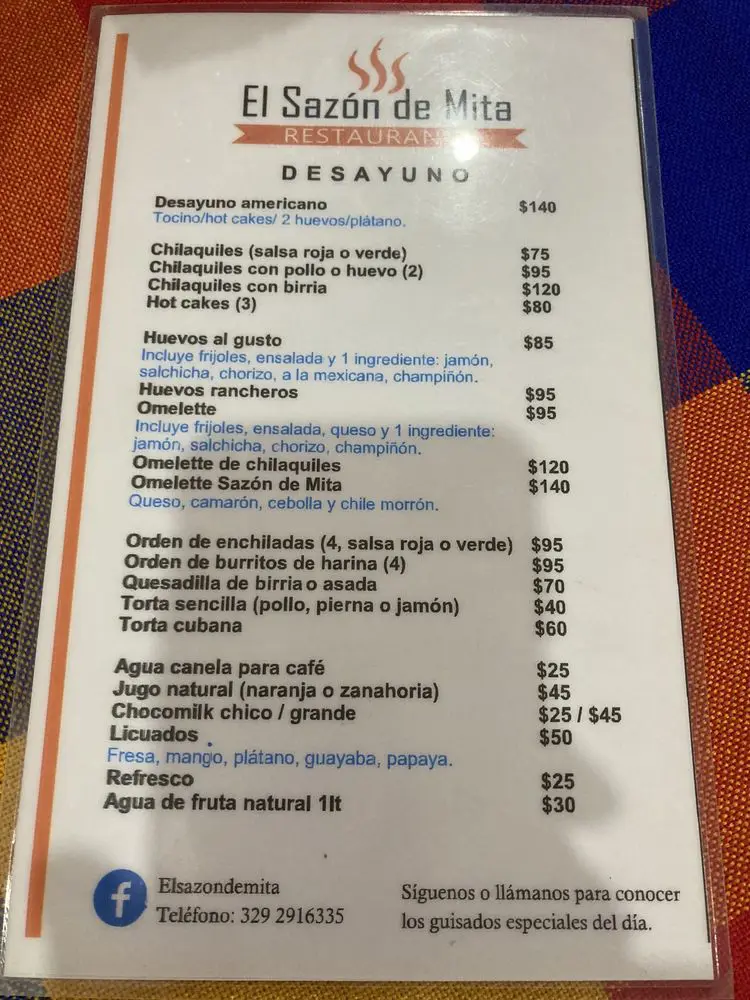 El Sazón de Mita
RESTAURANTE
DESAYUNO
Desayuno americano $140
Tocino/hot cakes/ 2 huevos/plátano.
Chilaquiles (salsa roja o verde) $75
Chilaquiles con pollo o huevo (2) $95
Chilaquiles con birria $120
Hot cakes (3) $80
Huevos al gusto $85
Incluye frijoles, ensalada y 1 ingrediente: jamón,
salchicha, chorizo, a la mexicana, champiñón.
Huevos rancheros $95
Omelette $95
Incluye frijoles, ensalada, queso y 1 ingrediente:
jamón, salchicha, chorizo, champiñón.
Omelette de chilaquiles $120
Omelette Sazón de Mita $140
Queso, camarón, cebolla y chile morrón.
Orden de enchiladas (4, salsa roja o verde) $95
Orden de burritos de harina (4) $95
Quesadilla de birria o asada $70
Torta sencilla (pollo, pierna o jamón) $40
Torta cubana $60
Agua canela para café $25
Jugo natural (naranja o zanahoria) $45
Chocomilk chico / grande $25 / $45
Licuados $50
Fresa, mango, plátano, guayaba, papaya.
Refresco $25
Agua de fruta natural 1lt $30
f
Elsazondemita
Teléfono: 329 2916335
Síguenos o llámanos para conocer
los guisados especiales del día.